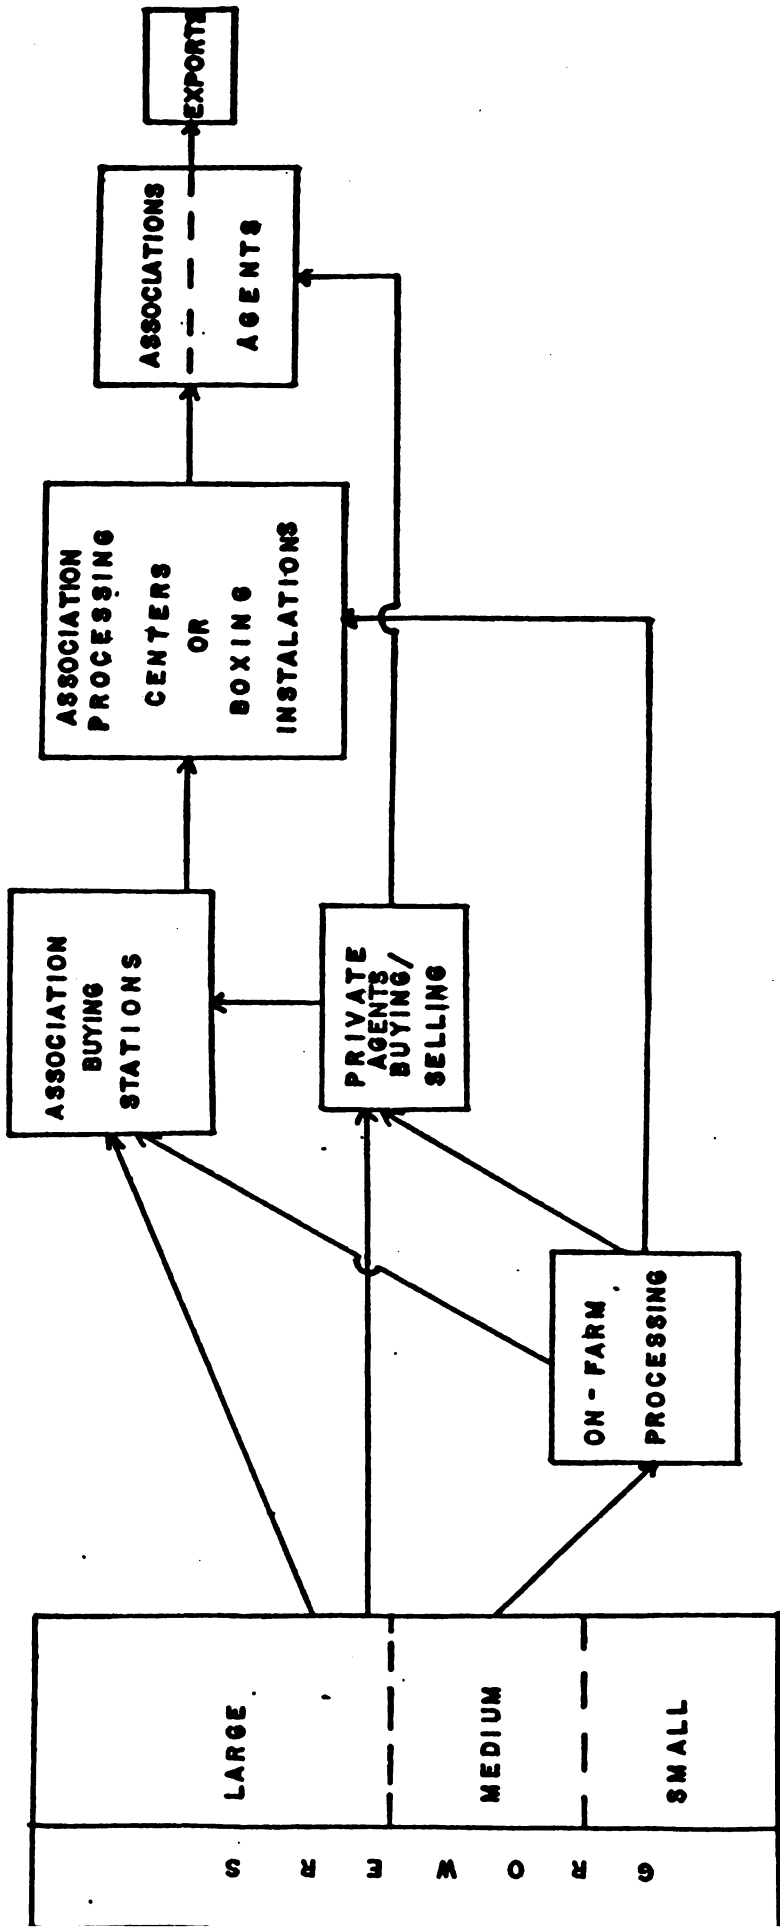 GROWERS
LARGE
MEDIUM
SMALL
ON-FARM
PROCESSING
ASSOCIATION
BUYING
STATIONS
PRIVATE
AGENTS
BUYING/
SELLING
ASSOCIATION
PROCESSING
CENTERS
OR
BOXING
INSTALATIONS
ASSOCIATIONS
AGENTS
EXPORTS